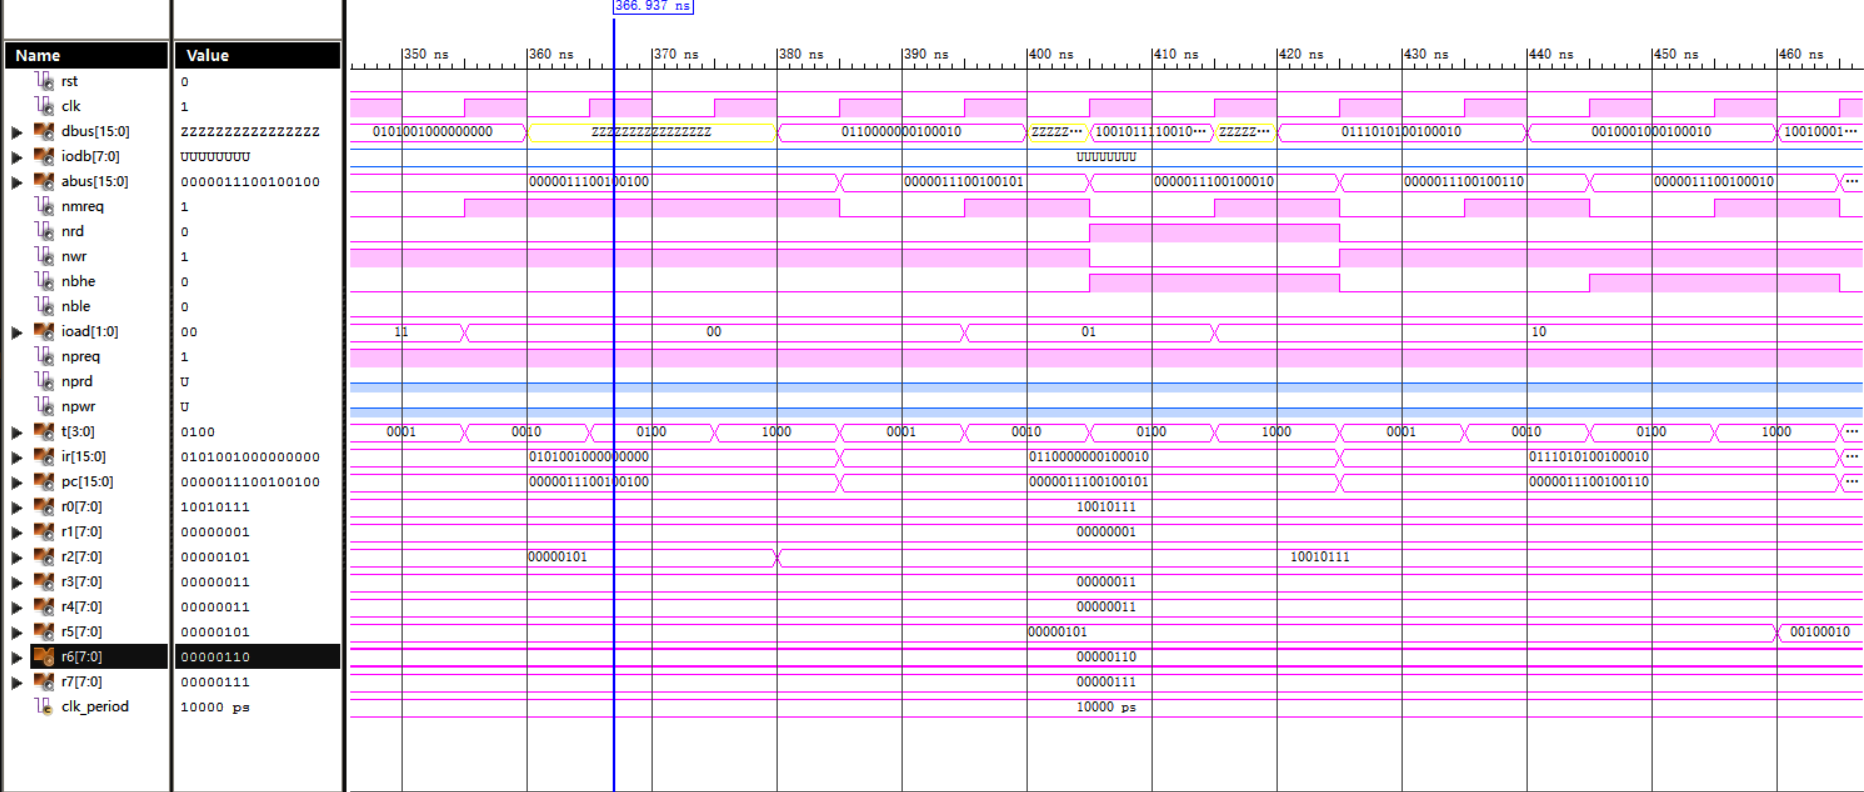 366.937 ns
Name Value 350 ns 360 ns 370 ns 380 ns 390 ns 400 ns 410 ns 420 ns 430 ns 440 ns 450 ns 460 ns
rst 0
clk 1
dbus[15:0] ZZZZZZZZZZZZZZZZ 0101001000000000 ZZZZZZZZZZZZZZZZ 0110000000100010 ZZZZZ··· 10010111110010··· ZZZZZ··· 0111010100100010 0010001000100010 10010001···
iodb[7:0] UUUUUUUU UUUUUUUU
abus[15:0] 0000011100100100 0000011100100100 0000011100100101 0000011100100010 0000011100100110 0000011100100010 ···
nmreq 1
nrd 0
nwr 1
nbhe 0
nble 0
ioad[1:0] 00 11 00 01 10
npreq 1
nprd U
npwr U
t[3:0] 0100 0001 0010 0100 1000 0001 0010 0100 1000 0001 0010 0100 1000 ···
ir[15:0] 0101001000000000 0101001000000000 0110000000100010 0111010100100010 ···
pc[15:0] 0000011100100100 0000011100100100 0000011100100101 0000011100100110 ···
r0[7:0] 10010111 10010111
r1[7:0] 00000001 00000001
r2[7:0] 00000101 00000101 10010111
r3[7:0] 00000011 00000011
r4[7:0] 00000011 00000011
r5[7:0] 00000101 00000101 00100010
r6[7:0] 00000110 00000110
r7[7:0] 00000111 00000111
clk_period 10000 ps 10000 ps